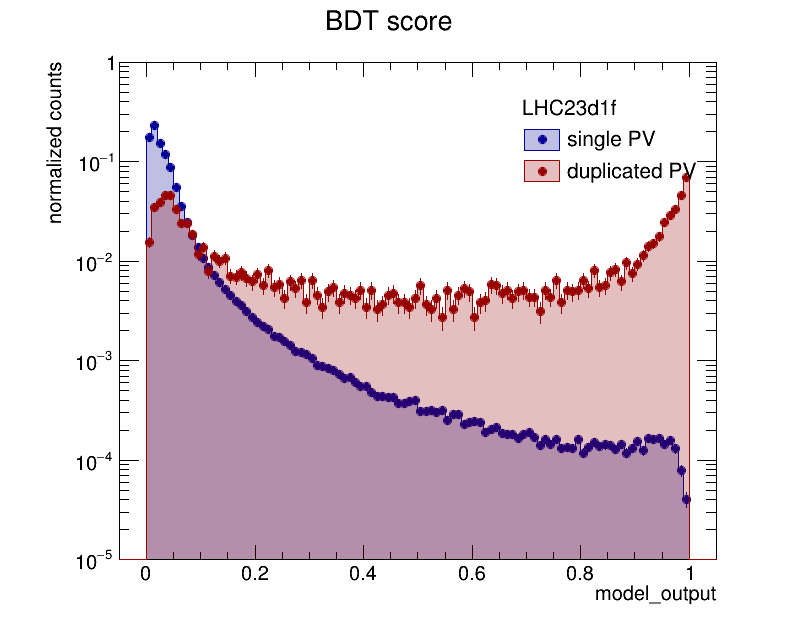 BDT score
normalized counts
LHC23d1f
single PV
duplicated PV
1
10⁻¹
10⁻²
10⁻³
10⁻⁴
10⁻⁵
0 0.2 0.4 0.6 0.8 1
model_output